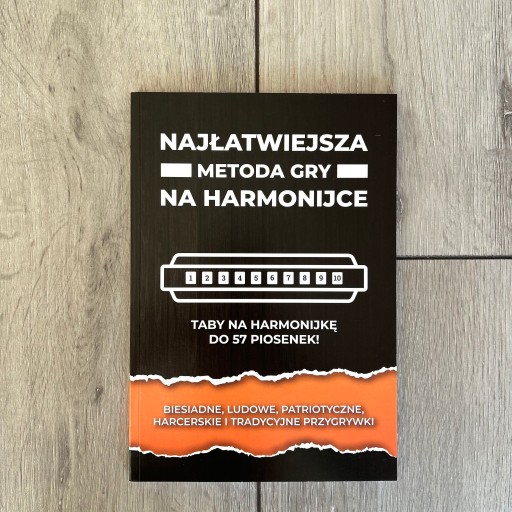 NAJŁATWIEJSZA
METODA GRY
NA HARMONIJCE
1 2 3 4 5 6 7 8 9 10
TABY NA HARMONIJKĘ
DO 57 PIOSENEK!
BIESIADNE, LUDOWE, PATRIOTYCZNE,
HARCERSKIE I TRADYCYJNE PRZYGRYWKI